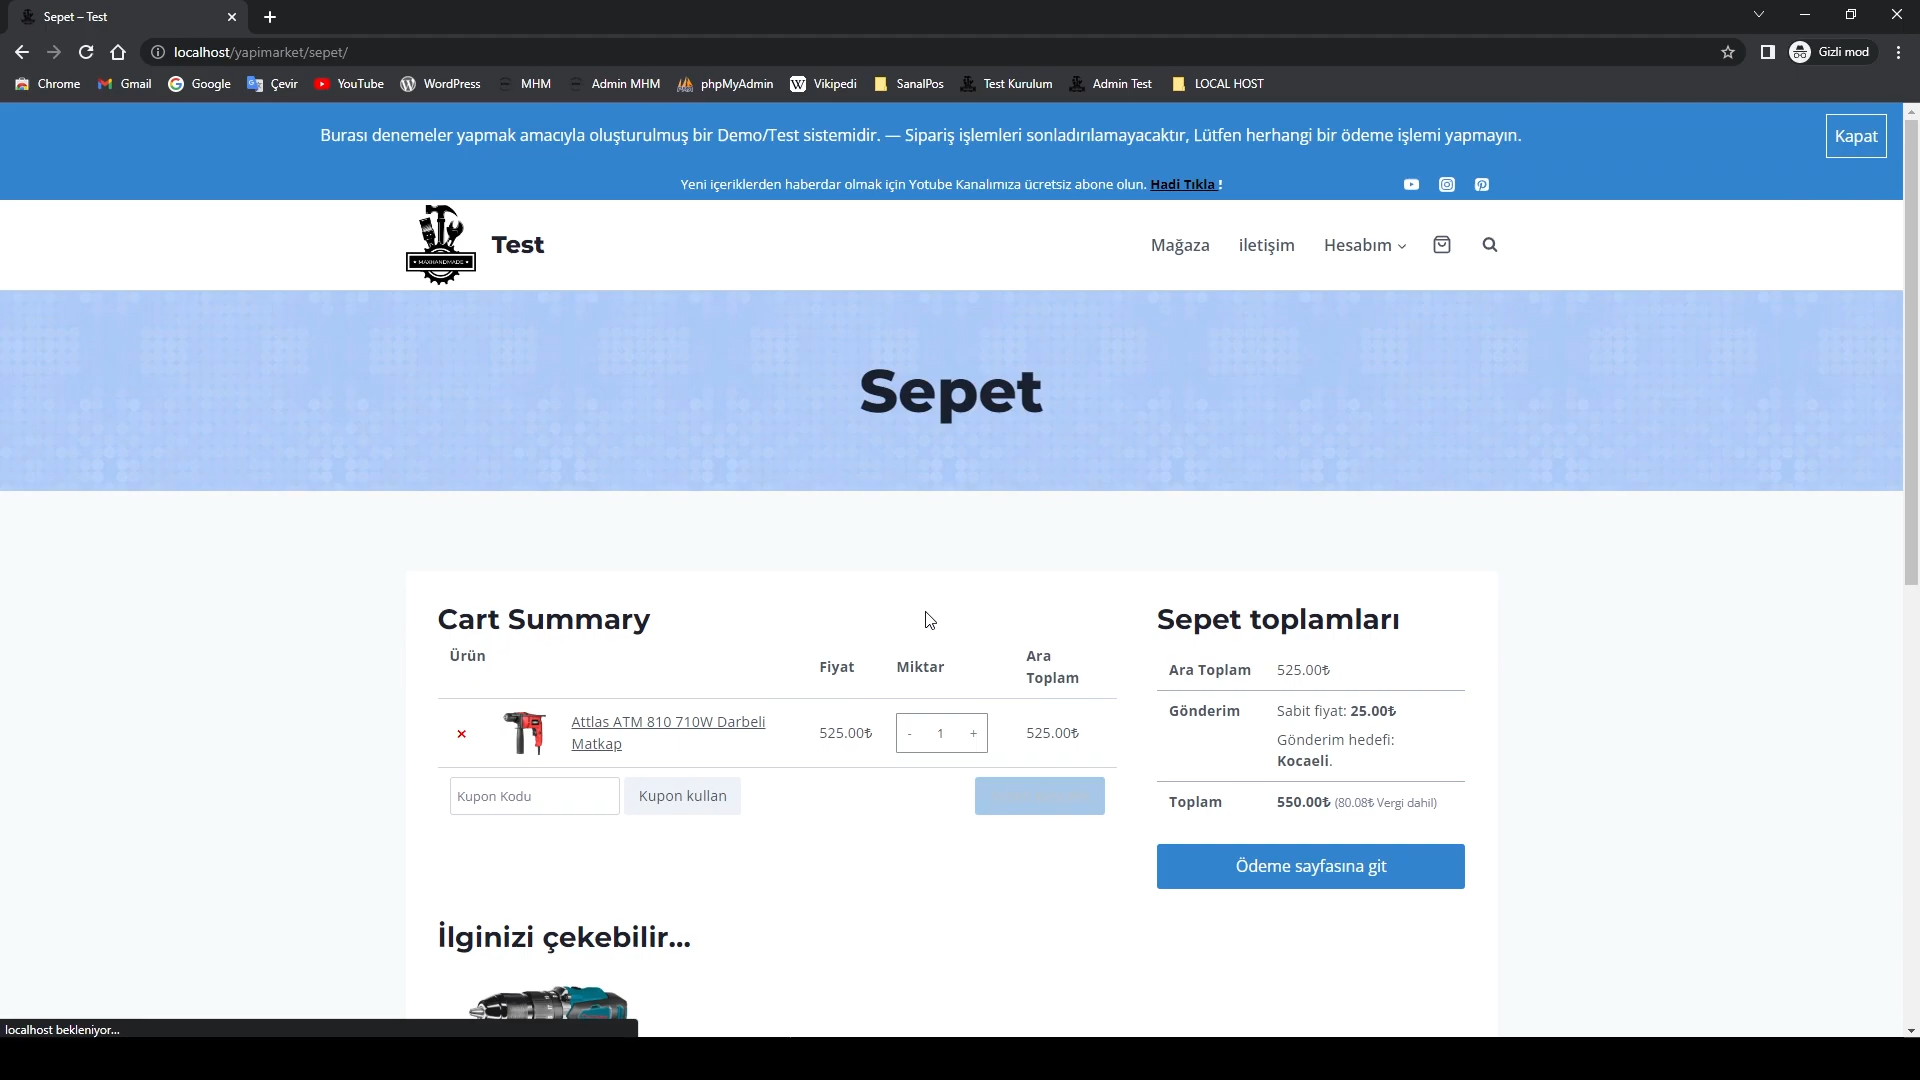 Sepet – Test
localhost/yapimarket/sepet/
Gizli mod
Chrome
Gmail
Google
Çevir
YouTube
WordPress
MHM
Admin MHM
phpMyAdmin
Vikipedi
SanalPos
Test Kurulum
Admin Test
LOCAL HOST
Burası denemeler yapmak amacıyla oluşturulmuş bir Demo/Test sistemidir. — Sipariş işlemleri sonladırılamayacaktır, Lütfen herhangi bir ödeme işlemi yapmayın.
Kapat
Yeni içeriklerden haberdar olmak için Yotube Kanalımıza ücretsiz abone olun. Hadi Tıkla !
MAXHANDMADE
Test
Mağaza
iletişim
Hesabım
Sepet
Cart Summary
Ürün
Fiyat
Miktar
Ara
Toplam
×
Attlas ATM 810 710W Darbeli
Matkap
525.00₺
- 1 +
525.00₺
Kupon Kodu
Kupon kullan
Sepet toplamları
Ara Toplam 525.00₺
Gönderim Sabit fiyat: 25.00₺
Gönderim hedefi:
Kocaeli.
Toplam 550.00₺ (80.08₺ Vergi dahil)
Ödeme sayfasına git
İlginizi çekebilir...
localhost bekleniyor...